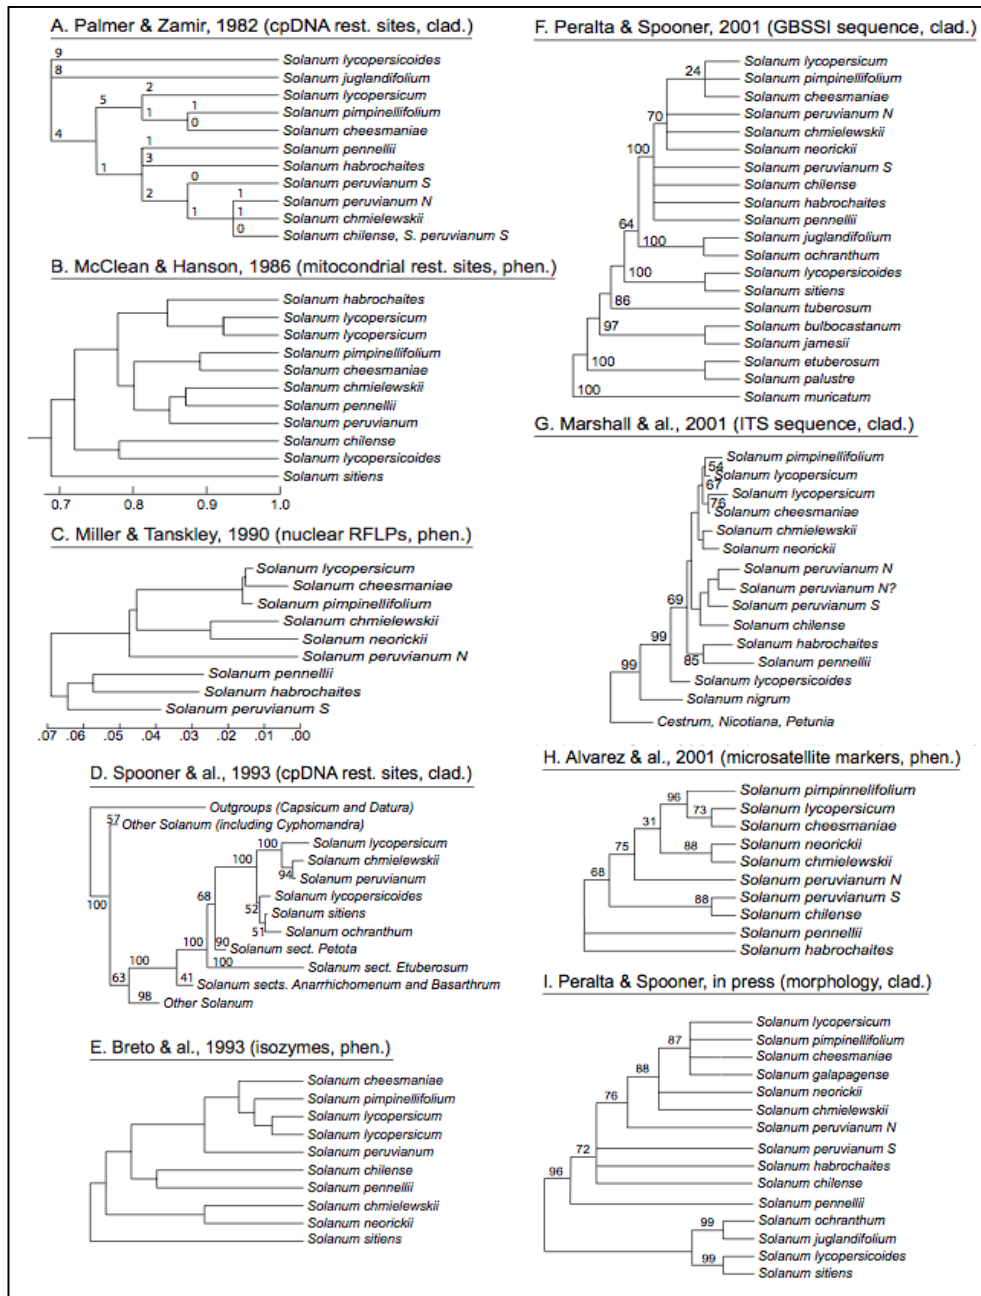 A. Palmer & Zamir, 1982 (cpDNA rest. sites, clad.)
9
Solanum lycopersicoides
8
Solanum juglandifolium
2
Solanum lycopersicum
5
1
1
Solanum pimpinellifolium
0
Solanum cheesmaniae
4
1
Solanum pennellii
3
Solanum habrochaites
1
0
Solanum peruvianum S
2
1
Solanum peruvianum N
1
1
Solanum chmielewskii
0
Solanum chilense, S. peruvianum S
B. McClean & Hanson, 1986 (mitocondrial rest. sites, phen.)
Solanum habrochaites
Solanum lycopersicum
Solanum lycopersicum
Solanum pimpinellifolium
Solanum cheesmaniae
Solanum chmielewskii
Solanum pennellii
Solanum peruvianum
Solanum chilense
Solanum lycopersicoides
Solanum sitiens
0.7 0.8 0.9 1.0
C. Miller & Tanskley, 1990 (nuclear RFLPs, phen.)
Solanum lycopersicum
Solanum cheesmaniae
Solanum pimpinellifolium
Solanum chmielewskii
Solanum neorickii
Solanum peruvianum N
Solanum pennellii
Solanum habrochaites
Solanum peruvianum S
.07 .06 .05 .04 .03 .02 .01 .00
D. Spooner & al., 1993 (cpDNA rest. sites, clad.)
Outgroups (Capsicum and Datura)
57
Other Solanum (including Cyphomandra)
100
Solanum lycopersicum
100
Solanum chmielewskii
94
Solanum peruvianum
68
Solanum lycopersicoides
52
Solanum sitiens
100
51
Solanum ochranthum
100
90
Solanum sect. Petota
100
100
Solanum sect. Etuberosum
63
41
Solanum sects. Anarrhichomenum and Basarthrum
98
Other Solanum
E. Breto & al., 1993 (isozymes, phen.)
Solanum cheesmaniae
Solanum pimpinellifolium
Solanum lycopersicum
Solanum lycopersicum
Solanum peruvianum
Solanum chilense
Solanum pennellii
Solanum chmielewskii
Solanum neorickii
Solanum sitiens
F. Peralta & Spooner, 2001 (GBSSI sequence, clad.)
Solanum lycopersicum
24
Solanum pimpinellifolium
Solanum cheesmaniae
70
Solanum peruvianum N
Solanum chmielewskii
100
Solanum neorickii
Solanum peruvianum S
Solanum chilense
Solanum habrochaites
64
Solanum pennellii
Solanum juglandifolium
100
Solanum ochranthum
100
Solanum lycopersicoides
Solanum sitiens
86
Solanum tuberosum
97
Solanum bulbocastanum
Solanum jamesii
100
Solanum etuberosum
Solanum palustre
100
Solanum muricatum
G. Marshall & al., 2001 (ITS sequence, clad.)
Solanum pimpinellifolium
54
Solanum lycopersicum
67
Solanum lycopersicum
76
Solanum cheesmaniae
Solanum chmielewskii
Solanum neorickii
Solanum peruvianum N
Solanum peruvianum N?
69
Solanum peruvianum S
Solanum chilense
99
Solanum habrochaites
85
Solanum pennellii
99
Solanum lycopersicoides
Solanum nigrum
Cestrum, Nicotiana, Petunia
H. Alvarez & al., 2001 (microsatellite markers, phen.)
Solanum pimpinnelifolium
96
73
Solanum lycopersicum
31
Solanum cheesmaniae
Solanum neorickii
75
88
Solanum chmielewskii
68
Solanum peruvianum N
88
Solanum peruvianum S
Solanum chilense
Solanum pennellii
Solanum habrochaites
I. Peralta & Spooner, in press (morphology, clad.)
Solanum lycopersicum
87
Solanum pimpinellifolium
Solanum cheesmaniae
88
Solanum galapagense
76
Solanum neorickii
Solanum chmielewskii
Solanum peruvianum N
72
Solanum peruvianum S
96
Solanum habrochaites
Solanum chilense
Solanum pennellii
99
Solanum ochranthum
Solanum juglandifolium
99
Solanum lycopersicoides
Solanum sitiens